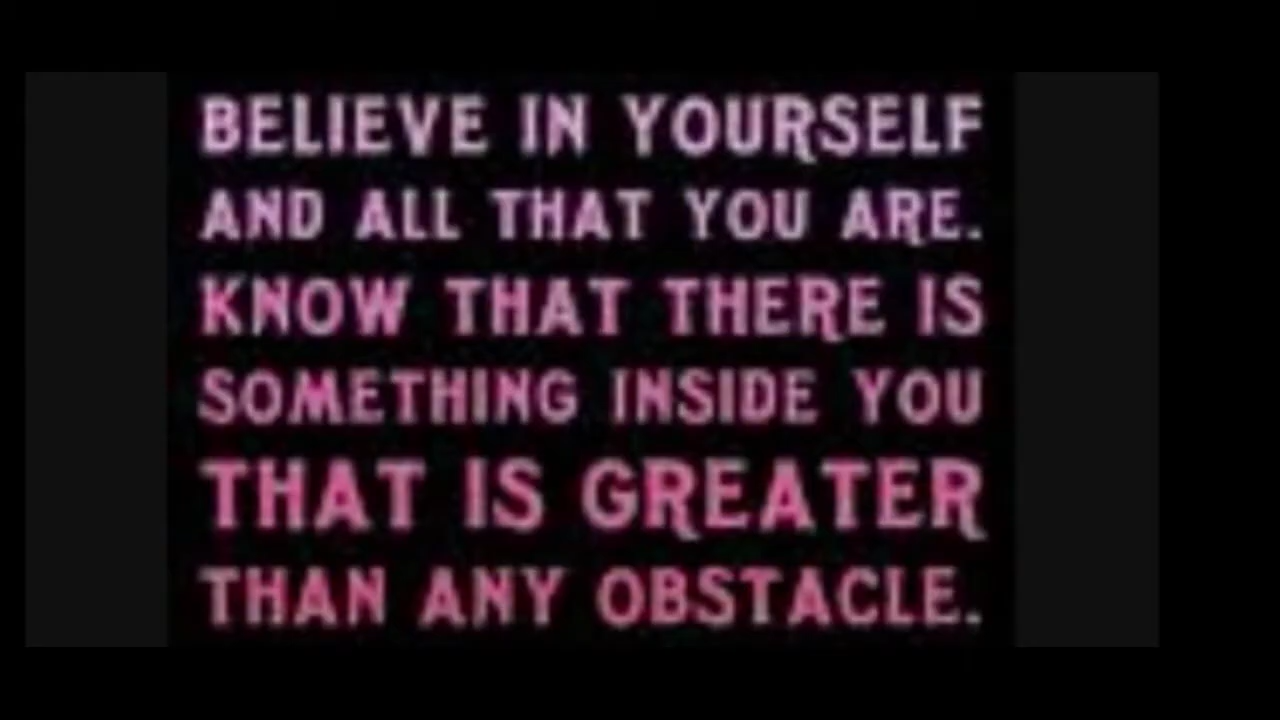 BELIEVE IN YOURSELF
AND ALL THAT YOU ARE.
KNOW THAT THERE IS
SOMETHING INSIDE YOU
THAT IS GREATER
THAN ANY OBSTACLE.